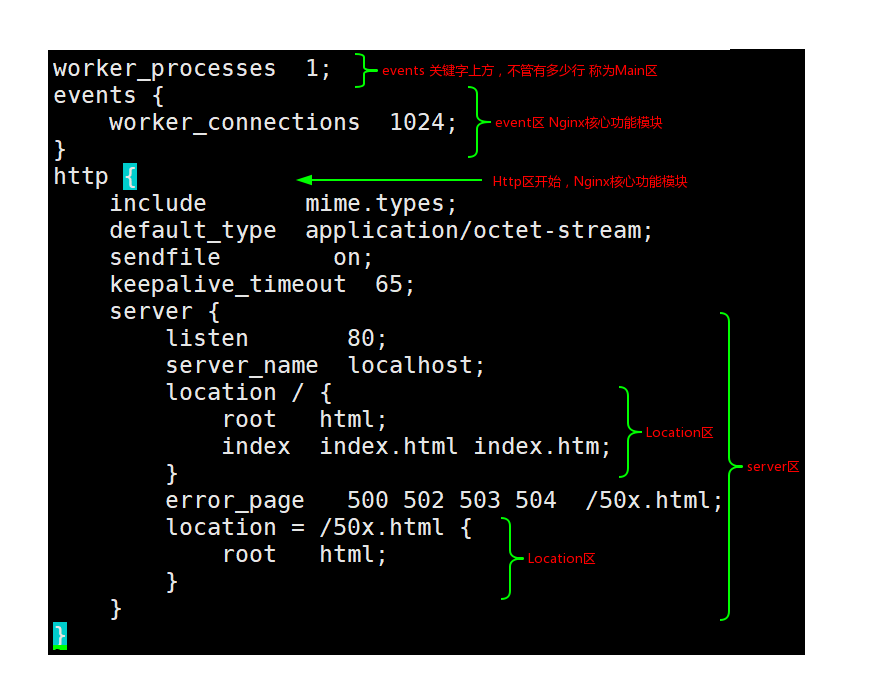 worker_processes  1;
events 关键字上方，不管有多少行 称为Main区
events {
    worker_connections  1024;
event区 Nginx核心功能模块
}
http {
Http区开始，Nginx核心功能模块
    include       mime.types;
    default_type  application/octet-stream;
    sendfile        on;
    keepalive_timeout  65;
    server {
        listen       80;
        server_name  localhost;
        location / {
            root   html;
Location区
            index  index.html index.htm;
        }
server区
        error_page   500 502 503 504  /50x.html;
        location = /50x.html {
            root   html;
Location区
        }
    }
}